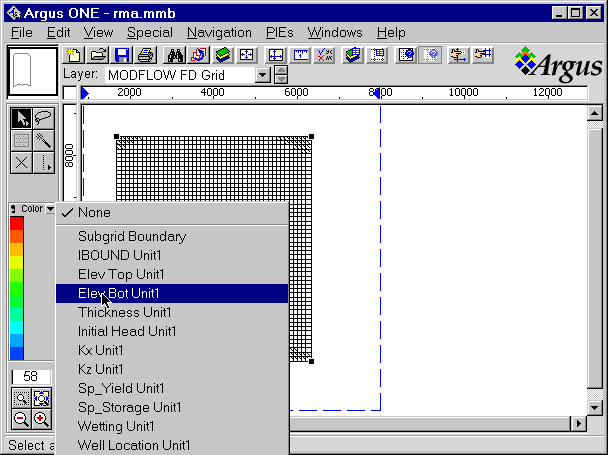 Argus ONE - rma.mmb
File Edit View Special Navigation PIEs Windows Help
Layer: MODFLOW FD Grid
Argus
2000 4000 6000 8000 10000 12000
8000
Color
None
Subgrid Boundary
IBOUND Unit1
Elev Top Unit1
Elev Bot Unit1
Thickness Unit1
Initial Head Unit1
Kx Unit1
Kz Unit1
58
Sp_Yield Unit1
Sp_Storage Unit1
Wetting Unit1
Well Location Unit1
Select a